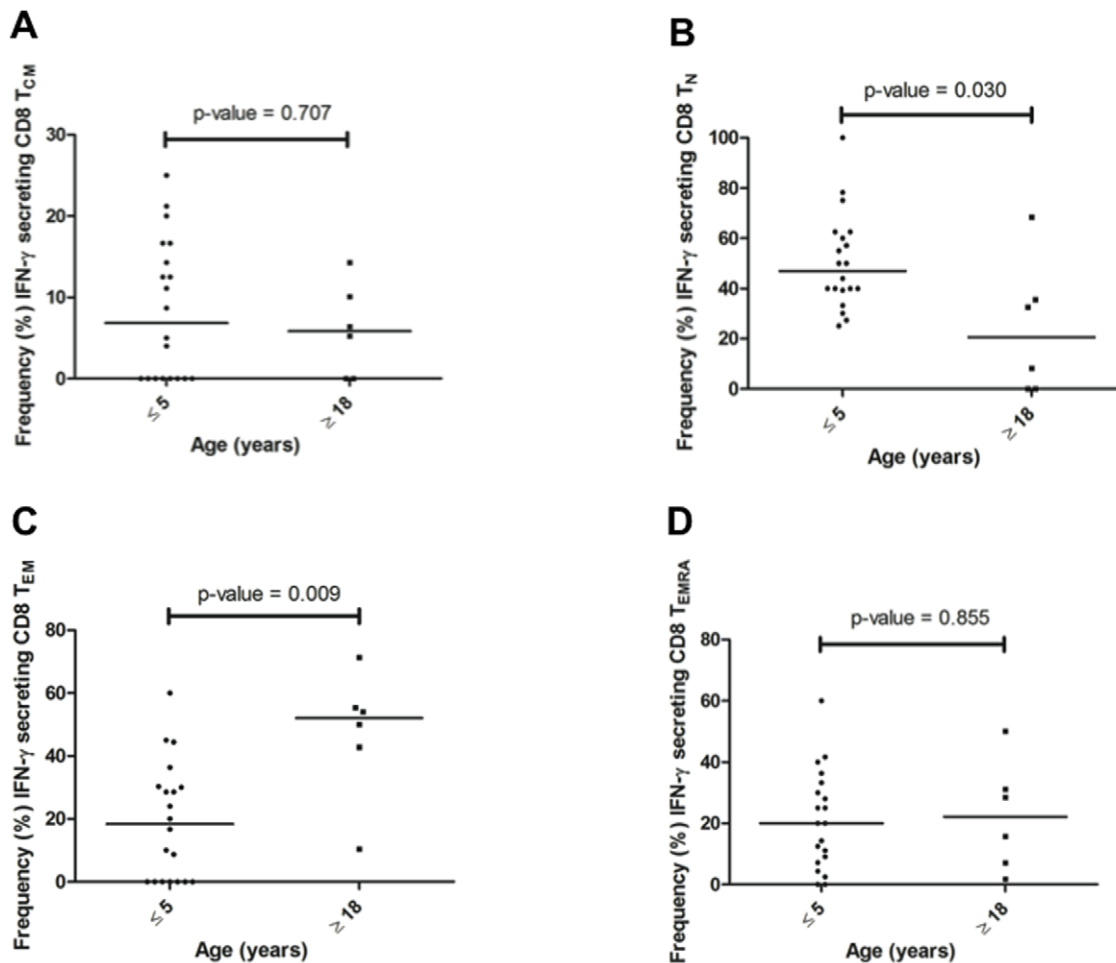 A
Frequency (%) IFN-γ secreting CD8 T_CM
p-value = 0.707
30
20
10
0
≤ 5
≥ 18
Age (years)
B
Frequency (%) IFN-γ secreting CD8 T_N
p-value = 0.030
100
80
60
40
20
0
≤ 5
≥ 18
Age (years)
C
Frequency (%) IFN-γ secreting CD8 T_EM
p-value = 0.009
80
60
40
20
0
≤ 5
≥ 18
Age (years)
D
Frequency (%) IFN-γ secreting CD8 T_EMRA
p-value = 0.855
80
60
40
20
0
≤ 5
≥ 18
Age (years)